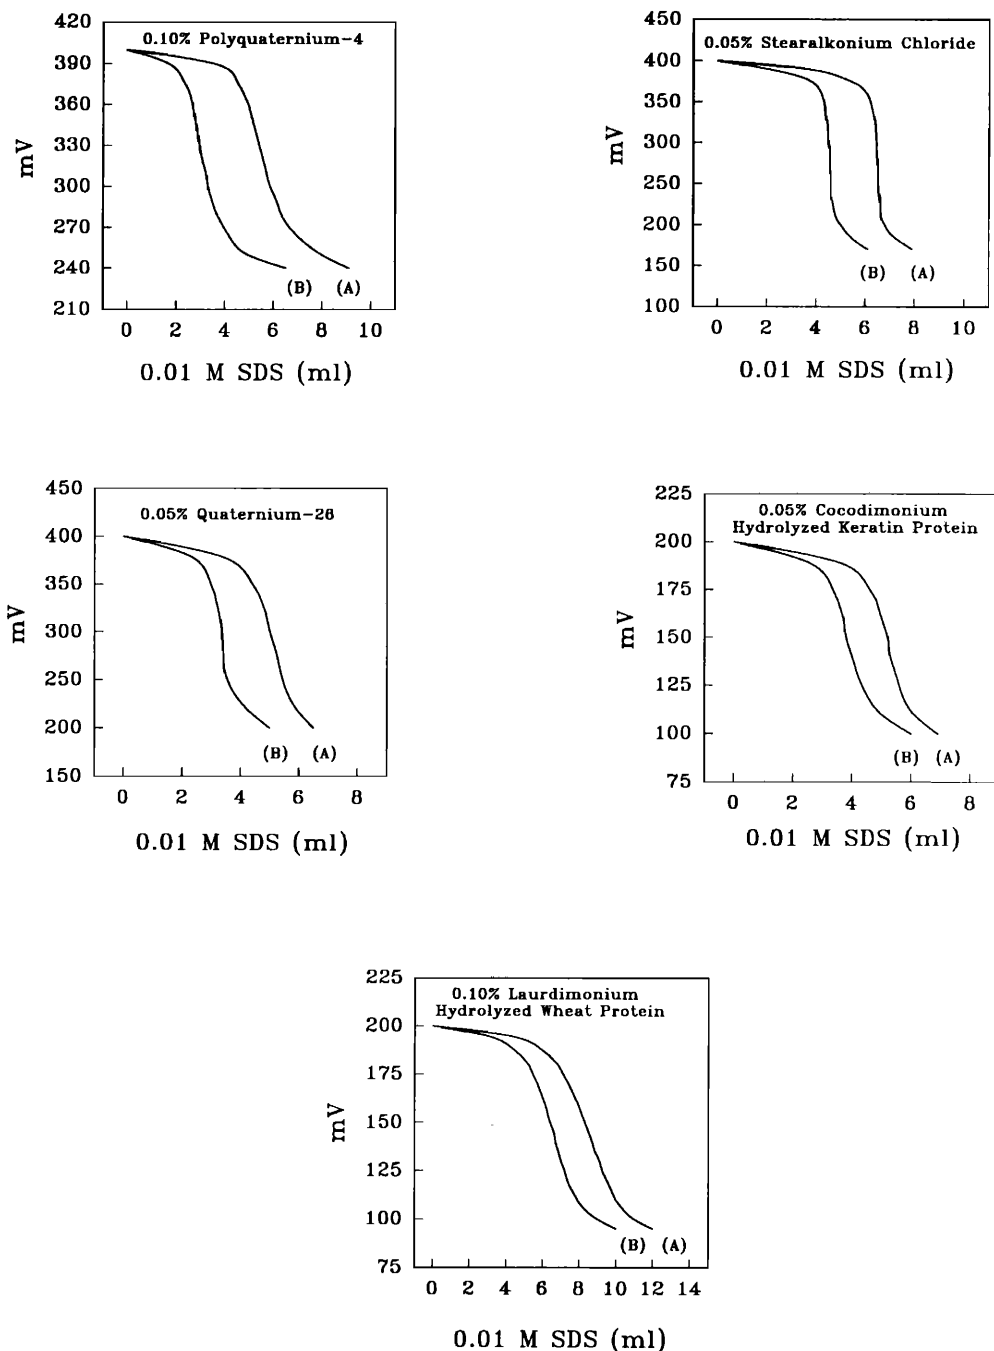 0.10% Polyquaternium-4
420
390
360
330
300
270
240
210
mV
(B) (A)
0 2 4 6 8 10
0.01 M SDS (ml)
0.05% Stearalkonium Chloride
450
400
350
300
250
200
150
100
mV
(B) (A)
0 2 4 6 8 10
0.01 M SDS (ml)
0.05% Quaternium-26
450
400
350
300
250
200
150
mV
(B) (A)
0 2 4 6 8
0.01 M SDS (ml)
0.05% Cocodimonium
Hydrolyzed Keratin Protein
225
200
175
150
125
100
75
mV
(B) (A)
0 2 4 6 8
0.01 M SDS (ml)
0.10% Laurdimonium
Hydrolyzed Wheat Protein
225
200
175
150
125
100
75
mV
(B) (A)
0 2 4 6 8 10 12 14
0.01 M SDS (ml)